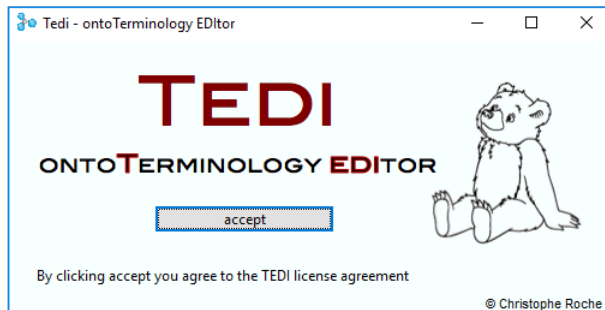 Tedi - ontoTerminology EDItor
TEDI
ONTOTERMINOLOGY EDITOR
accept
By clicking accept you agree to the TEDI license agreement
© Christophe Roche